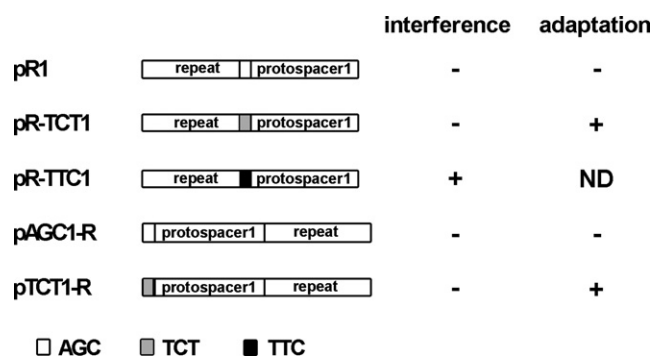 interference adaptation
pR1 repeat protospacer1 - -
pR-TCT1 repeat protospacer1 - +
pR-TTC1 repeat protospacer1 + ND
pAGC1-R protospacer1 repeat - -
pTCT1-R protospacer1 repeat - +
AGC TCT TTC